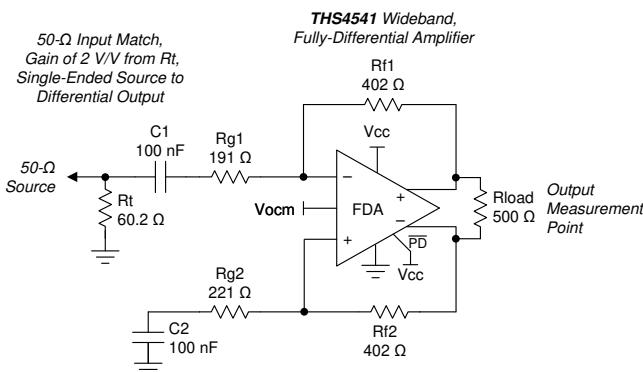 50-Ω Input Match,
Gain of 2 V/V from Rt,
Single-Ended Source to
Differential Output
THS4541 Wideband,
Fully-Differential Amplifier
Rf1
402 Ω
C1
100 nF
Rg1
191 Ω
Vcc
50-Ω
Source
Rt
60.2 Ω
−
+
Vocm
FDA
−
+
PD
Vcc
Rload
500 Ω
Output
Measurement
Point
Rg2
221 Ω
C2
100 nF
Rf2
402 Ω